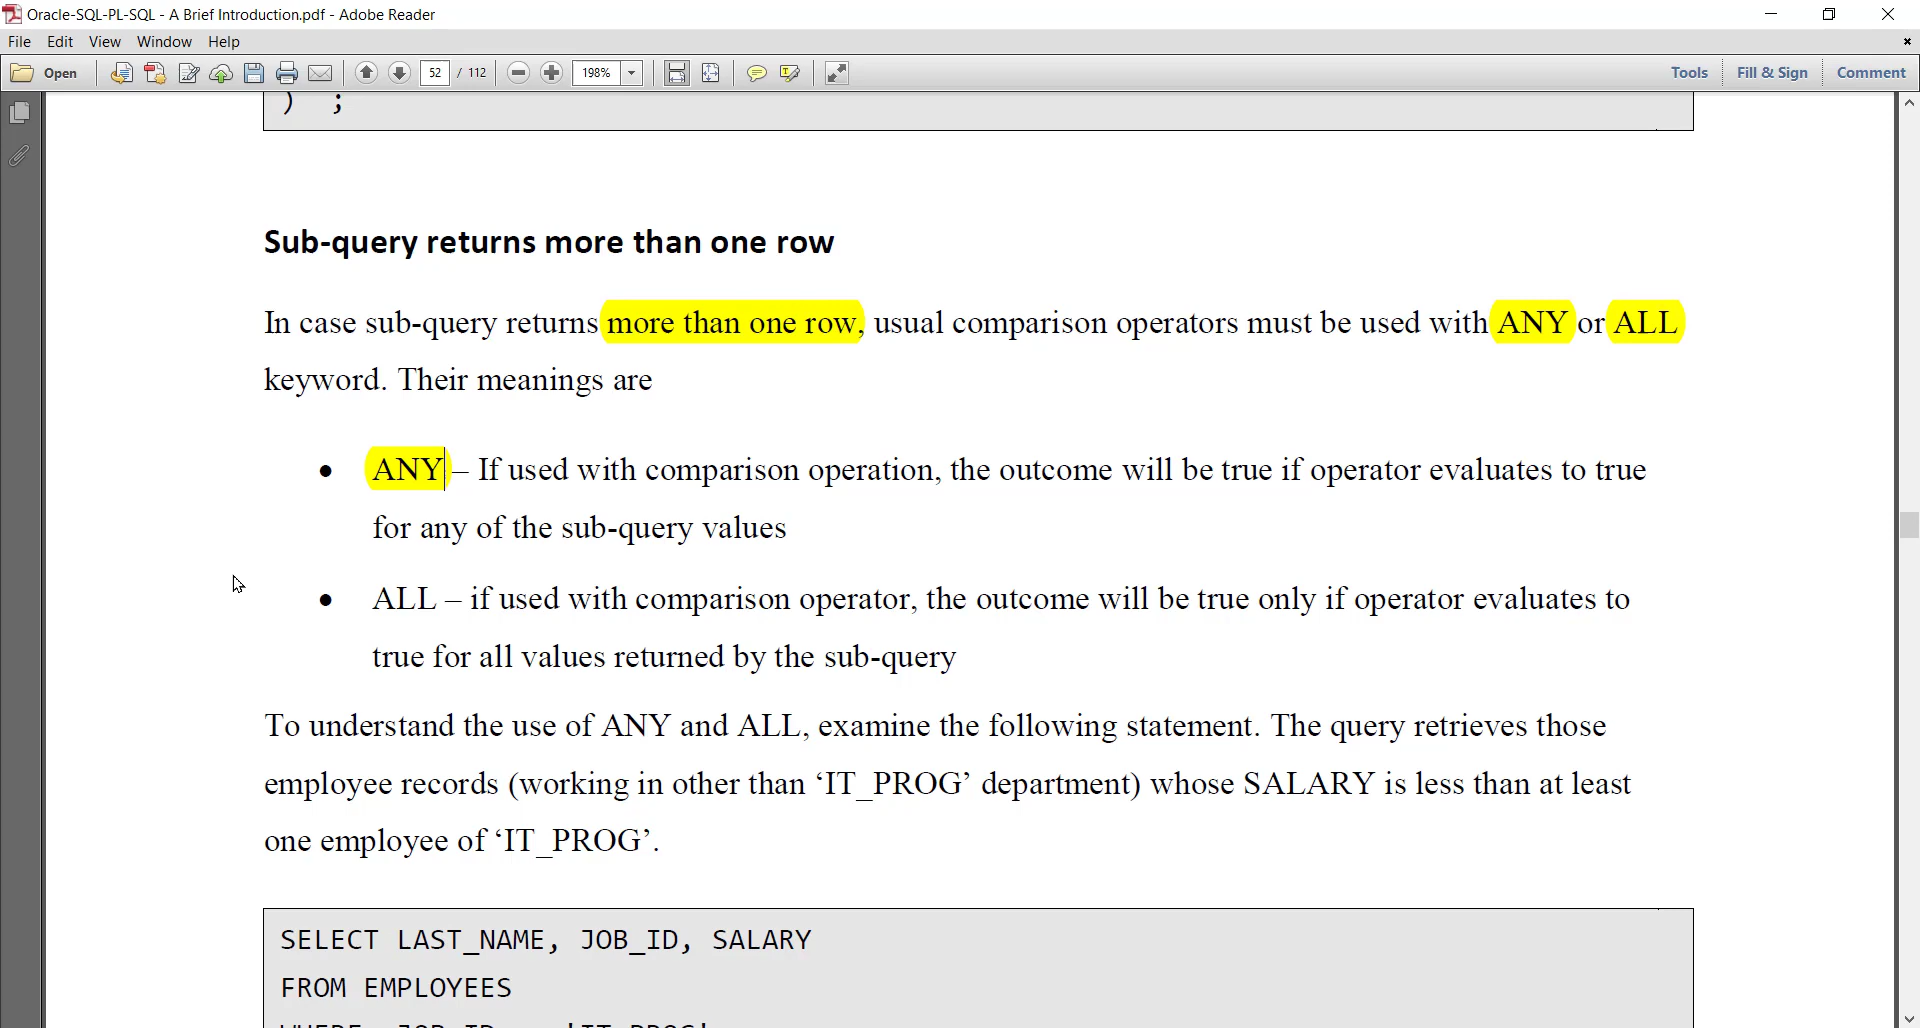 Oracle-SQL-PL-SQL - A Brief Introduction.pdf - Adobe Reader
File Edit View Window Help
Open 52 / 112 198% Tools Fill & Sign Comment
) ;
Sub-query returns more than one row
In case sub-query returns more than one row, usual comparison operators must be used with ANY or ALL
keyword. Their meanings are
• ANY – If used with comparison operation, the outcome will be true if operator evaluates to true
for any of the sub-query values
• ALL – if used with comparison operator, the outcome will be true only if operator evaluates to
true for all values returned by the sub-query
To understand the use of ANY and ALL, examine the following statement. The query retrieves those
employee records (working in other than ‘IT_PROG’ department) whose SALARY is less than at least
one employee of ‘IT_PROG’.
SELECT LAST_NAME, JOB_ID, SALARY
FROM EMPLOYEES
WHERE JOB_ID 'IT_PROG'